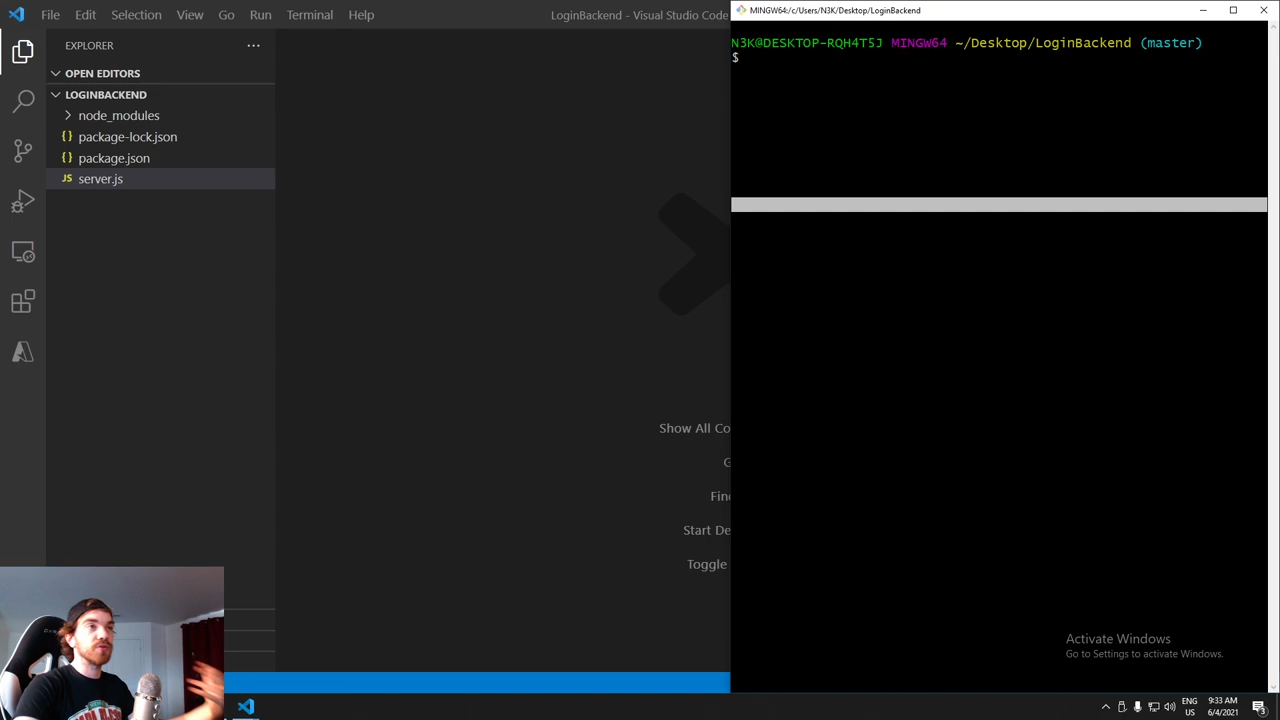 File Edit Selection View Go Run Terminal Help
LoginBackend - Visual Studio Code
EXPLORER
OPEN EDITORS
LOGINBACKEND
node_modules
{} package-lock.json
{} package.json
JS server.js
Show All Co
G
Find
Start De
Toggle
MINGW64:/c/Users/N3K/Desktop/LoginBackend
N3K@DESKTOP-RQH4T5J MINGW64 ~/Desktop/LoginBackend (master)
$
Activate Windows
Go to Settings to activate Windows.
ENG
US
9:33 AM
6/4/2021
3